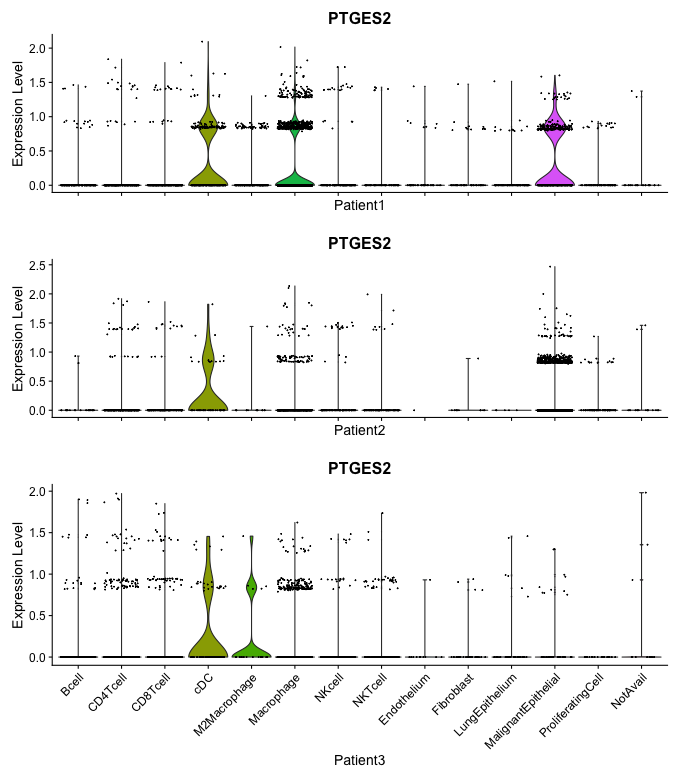 PTGES2
Expression Level
2.0
1.5
1.0
0.5
0.0
Patient1
PTGES2
Expression Level
2.5
2.0
1.5
1.0
0.5
0.0
Patient2
PTGES2
Expression Level
2.0
1.5
1.0
0.5
0.0
Bcell
CD4Tcell
CD8Tcell
cDC
M2Macrophage
Macrophage
NKcell
NKTcell
Endothelium
Fibroblast
LungEpithelium
MalignantEpithelial
ProliferatingCell
NotAvail
Patient3